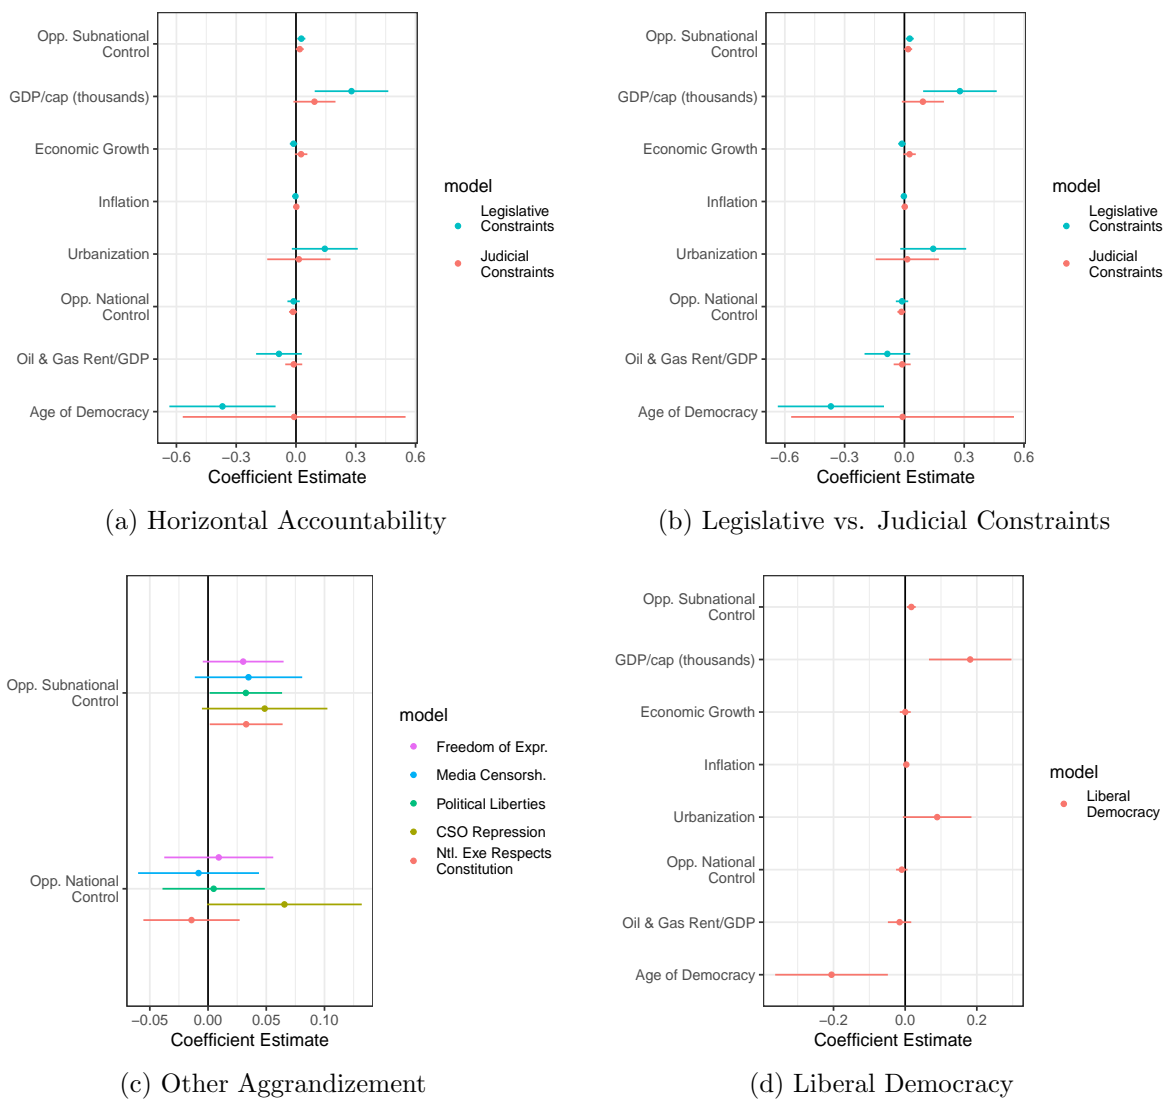 Opp. Subnational
Control
GDP/cap (thousands)
Economic Growth
Inflation
Urbanization
Opp. National
Control
Oil & Gas Rent/GDP
Age of Democracy
−0.6 −0.3 0.0 0.3 0.6
Coefficient Estimate
model
Legislative
Constraints
Judicial
Constraints
(a) Horizontal Accountability
Opp. Subnational
Control
GDP/cap (thousands)
Economic Growth
Inflation
Urbanization
Opp. National
Control
Oil & Gas Rent/GDP
Age of Democracy
−0.6 −0.3 0.0 0.3 0.6
Coefficient Estimate
model
Legislative
Constraints
Judicial
Constraints
(b) Legislative vs. Judicial Constraints
Opp. Subnational
Control
Opp. National
Control
−0.05 0.00 0.05 0.10
Coefficient Estimate
model
Freedom of Expr.
Media Censorsh.
Political Liberties
CSO Repression
Ntl. Exe Respects
Constitution
(c) Other Aggrandizement
Opp. Subnational
Control
GDP/cap (thousands)
Economic Growth
Inflation
Urbanization
Opp. National
Control
Oil & Gas Rent/GDP
Age of Democracy
−0.2 0.0 0.2
Coefficient Estimate
model
Liberal
Democracy
(d) Liberal Democracy